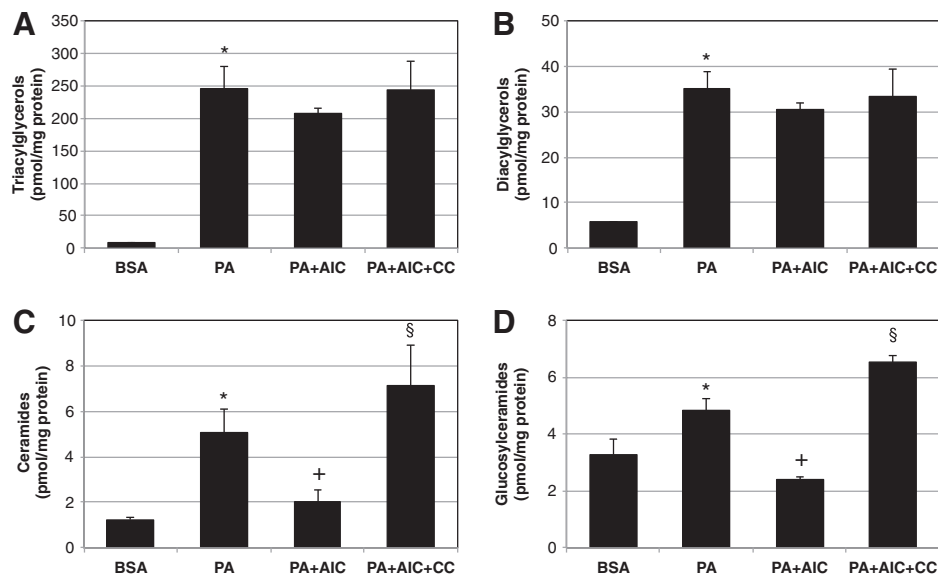 A
Triacylglycerols
(pmol/mg protein)
350
300
250
200
150
100
50
0
*
BSA PA PA+AIC PA+AIC+CC
B
Diacylglycerols
(pmol/mg protein)
50
40
30
20
10
0
*
BSA PA PA+AIC PA+AIC+CC
C
Ceramides
(pmol/mg protein)
10
8
6
4
2
0
* + §
BSA PA PA+AIC PA+AIC+CC
D
Glucosylceramides
(pmol/mg protein)
8
6
4
2
0
* + §
BSA PA PA+AIC PA+AIC+CC